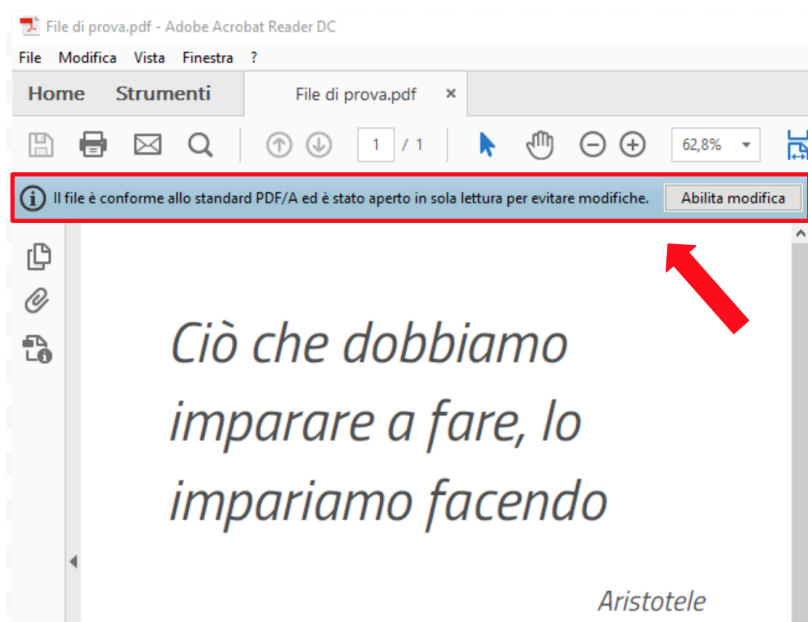 File di prova.pdf - Adobe Acrobat Reader DC
File Modifica Vista Finestra ?
Home Strumenti File di prova.pdf ×
1 / 1 62,8%
Il file è conforme allo standard PDF/A ed è stato aperto in sola lettura per evitare modifiche. Abilita modifica
Ciò che dobbiamo
imparare a fare, lo
impariamo facendo
Aristotele